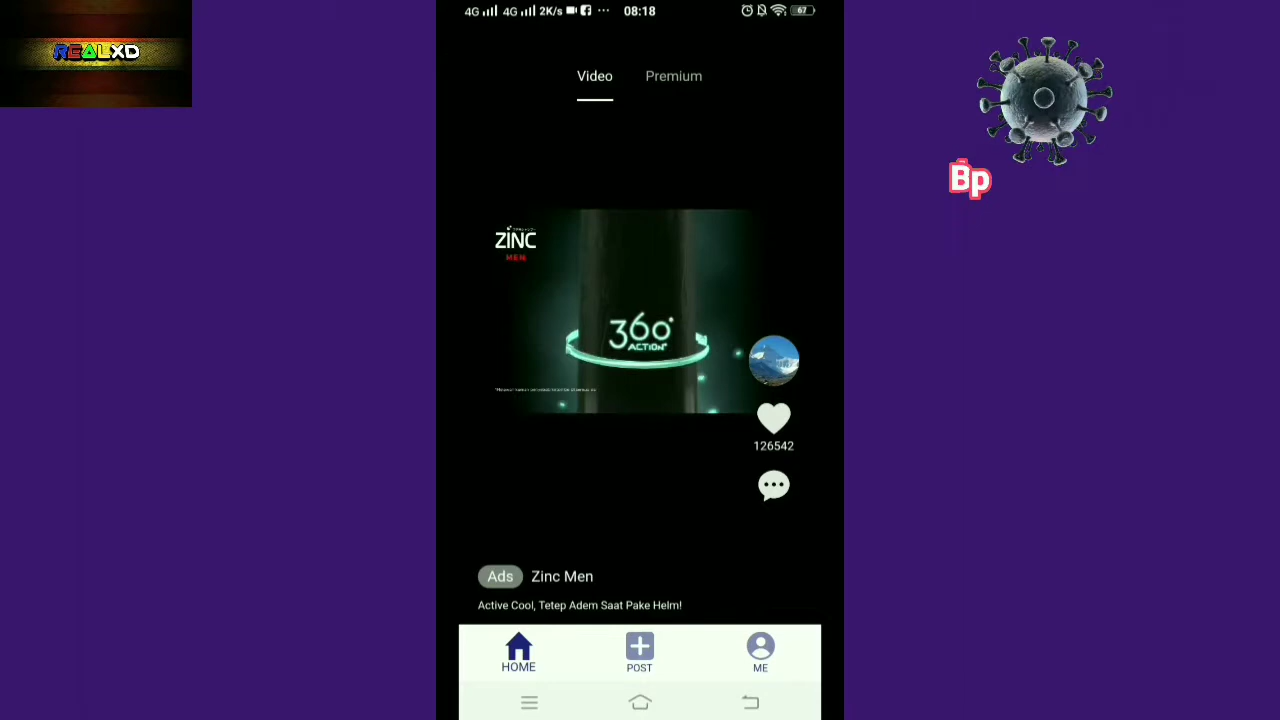 REALXD
4G 4G 2K/s ··· 08:18 67
Video Premium
Bp
ZINC
MEN
360°
ACTION*
126542
Ads Zinc Men
Active Cool, Tetep Adem Saat Pake Helm!
HOME POST ME